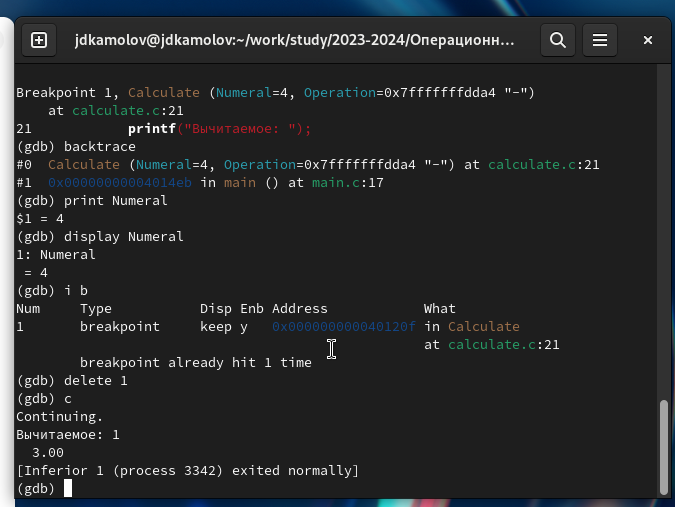 jdkamolov@jdkamolov:~/work/study/2023-2024/Операционн...
Breakpoint 1, Calculate (Numeral=4, Operation=0x7fffffffdda4 "-")
    at calculate.c:21
21            printf("Вычитаемое: ");
(gdb) backtrace
#0  Calculate (Numeral=4, Operation=0x7fffffffdda4 "-") at calculate.c:21
#1  0x00000000004014eb in main () at main.c:17
(gdb) print Numeral
$1 = 4
(gdb) display Numeral
1: Numeral
 = 4
(gdb) i b
Num     Type           Disp Enb Address            What
1       breakpoint     keep y   0x000000000040120f in Calculate
                                                   at calculate.c:21
        breakpoint already hit 1 time
(gdb) delete 1
(gdb) c
Continuing.
Вычитаемое: 1
  3.00
[Inferior 1 (process 3342) exited normally]
(gdb)